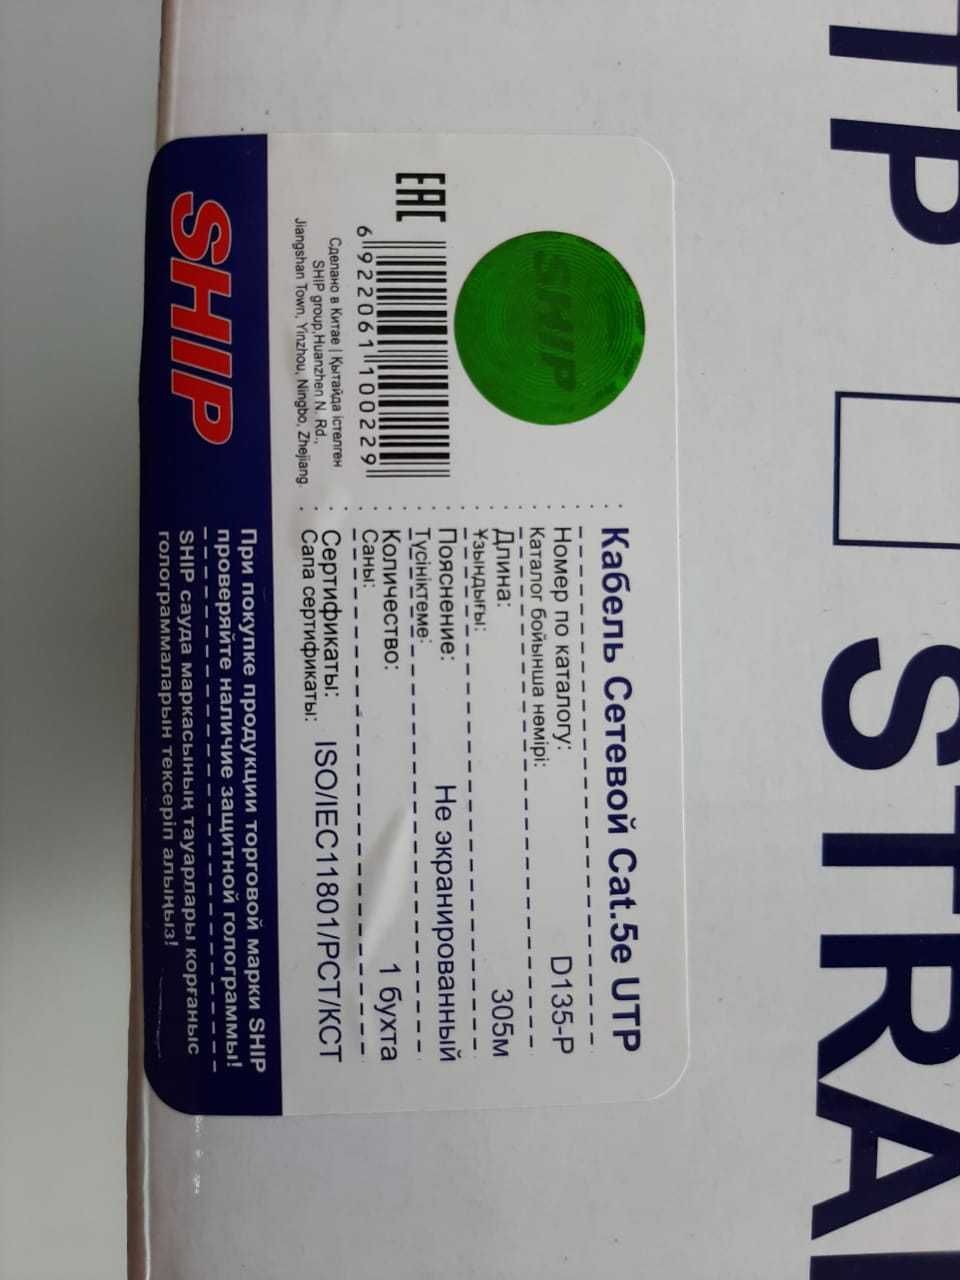 TP
STRA
Кабель Сетевой Cat.5e UTP
Номер по каталогу: D135-P
Каталог бойынша нөмірі:
Длина: 305м
Ұзындығы:
Пояснение: Не экранированный
Түсініктеме:
Количество: 1 бухта
Саны:
Сертификаты: ISO/IEC11801/РСТ/КСТ
Сапа сертификаты:
SHIP
EAC
6 922061 100229
Сделано в Китае | Қытайда істелген
SHIP group,Huanzhen N. Rd.,
Jiangshan Town, Yinzhou, Ningbo, Zhejiang.
SHIP
При покупке продукции торговой марки SHIP
проверяйте наличие защитной голограммы!
SHIP сауда маркасының тауарлары қорғаныс
голограммаларын тексеріп алыңыз!